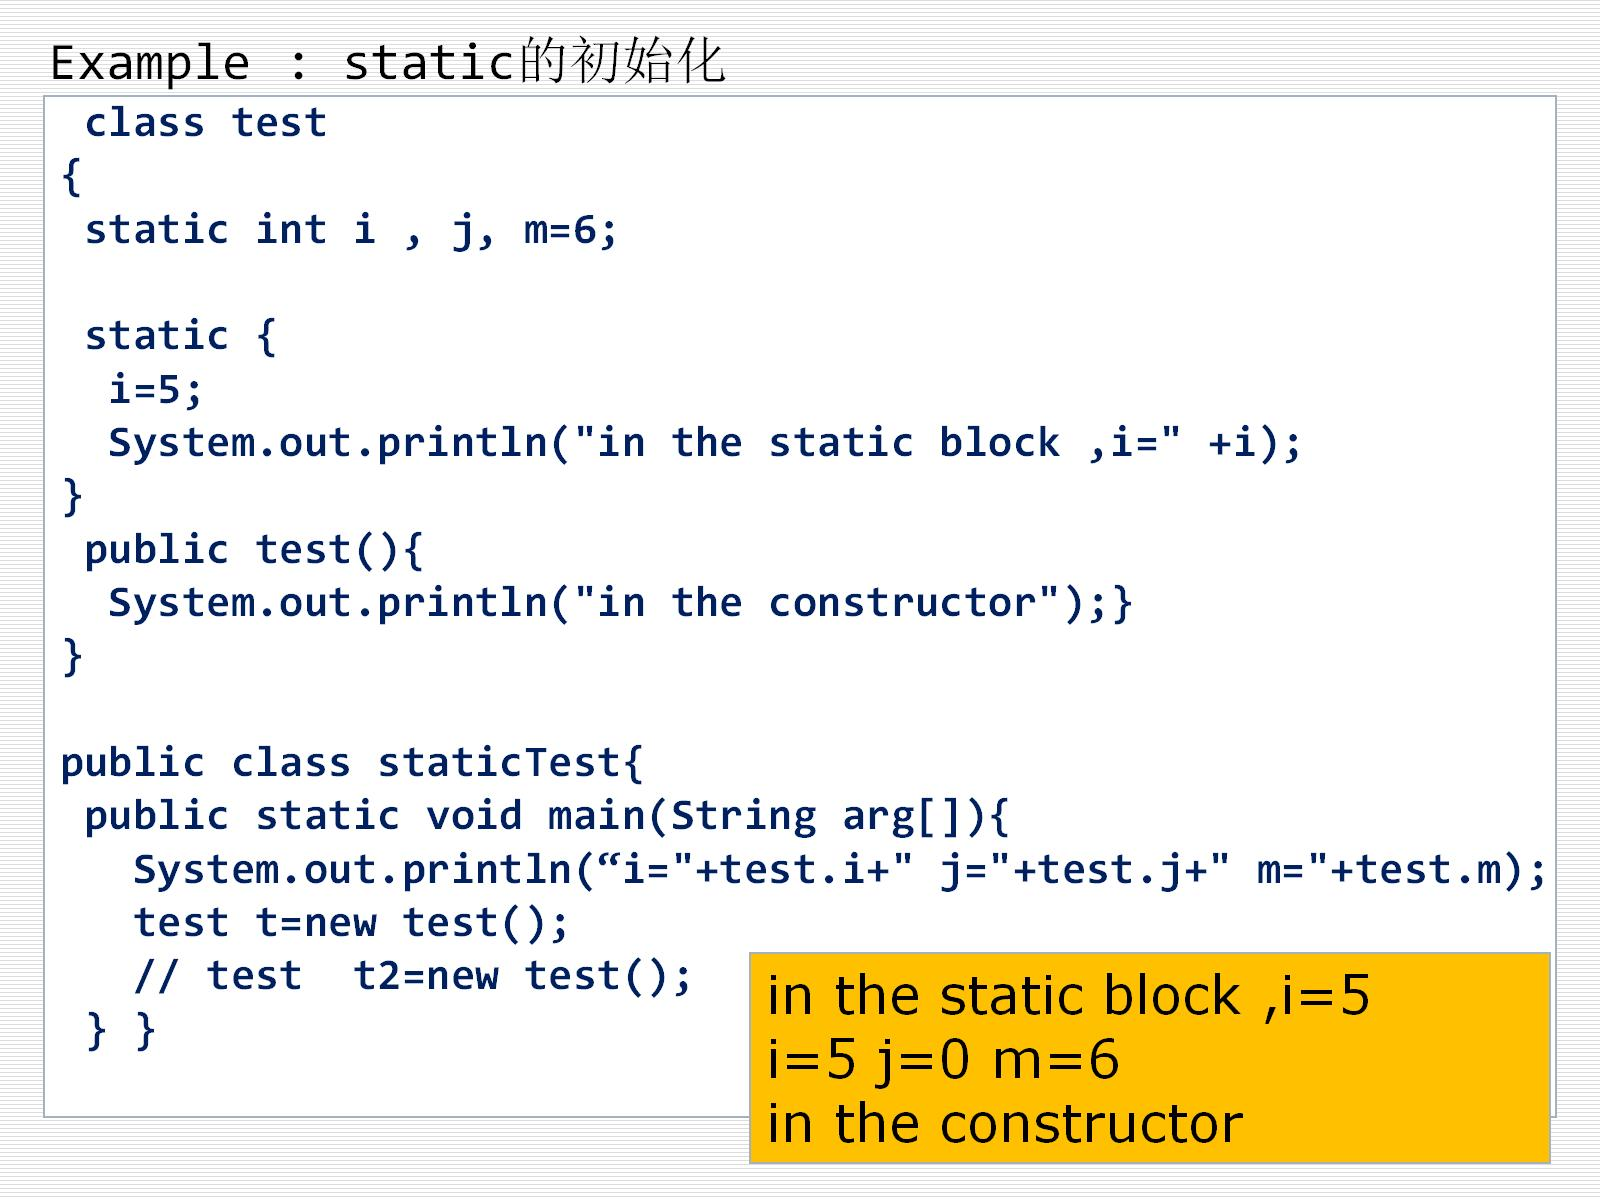 Example : static的初始化
class test
{
static int i , j, m=6;
static {
i=5;
System.out.println("in the static block ,i=" +i);
}
public test(){
System.out.println("in the constructor");}
}
public class staticTest{
public static void main(String arg[]){
System.out.println(“i="+test.i+" j="+test.j+" m="+test.m);
test t=new test();
// test  t2=new test();
} }
in the static block ,i=5
i=5 j=0 m=6
in the constructor